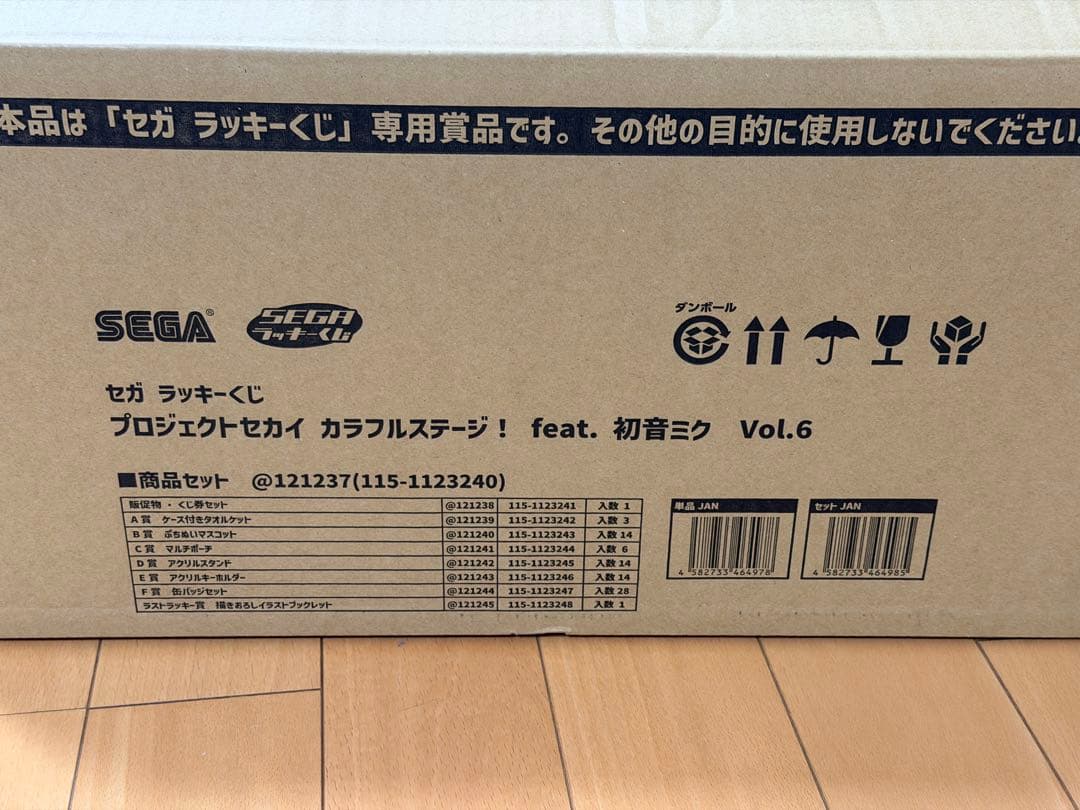 本品は「セガ ラッキーくじ」専用賞品です。その他の目的に使用しないでください。
ダンボール
SEGA®
SEGA
ラッキーくじ
セガ ラッキーくじ
プロジェクトセカイ カラフルステージ! feat. 初音ミク Vol.6
■商品セット @121237(115-1123240)
販促物・くじ券セット @121238 115-1123241 入数 1
A賞 ケース付きタオルケット @121239 115-1123242 入数 3
B賞 ぷちぬいマスコット @121240 115-1123243 入数 14
C賞 マルチポーチ @121241 115-1123244 入数 6
D賞 アクリルスタンド @121242 115-1123245 入数 14
E賞 アクリルキーホルダー @121243 115-1123246 入数 14
F賞 缶バッジセット @121244 115-1123247 入数 28
ラストラッキー賞 描きおろしイラストブックレット @121245 115-1123248 入数 1
単品 JAN
4 582733 464978
セット JAN
4 582733 464985